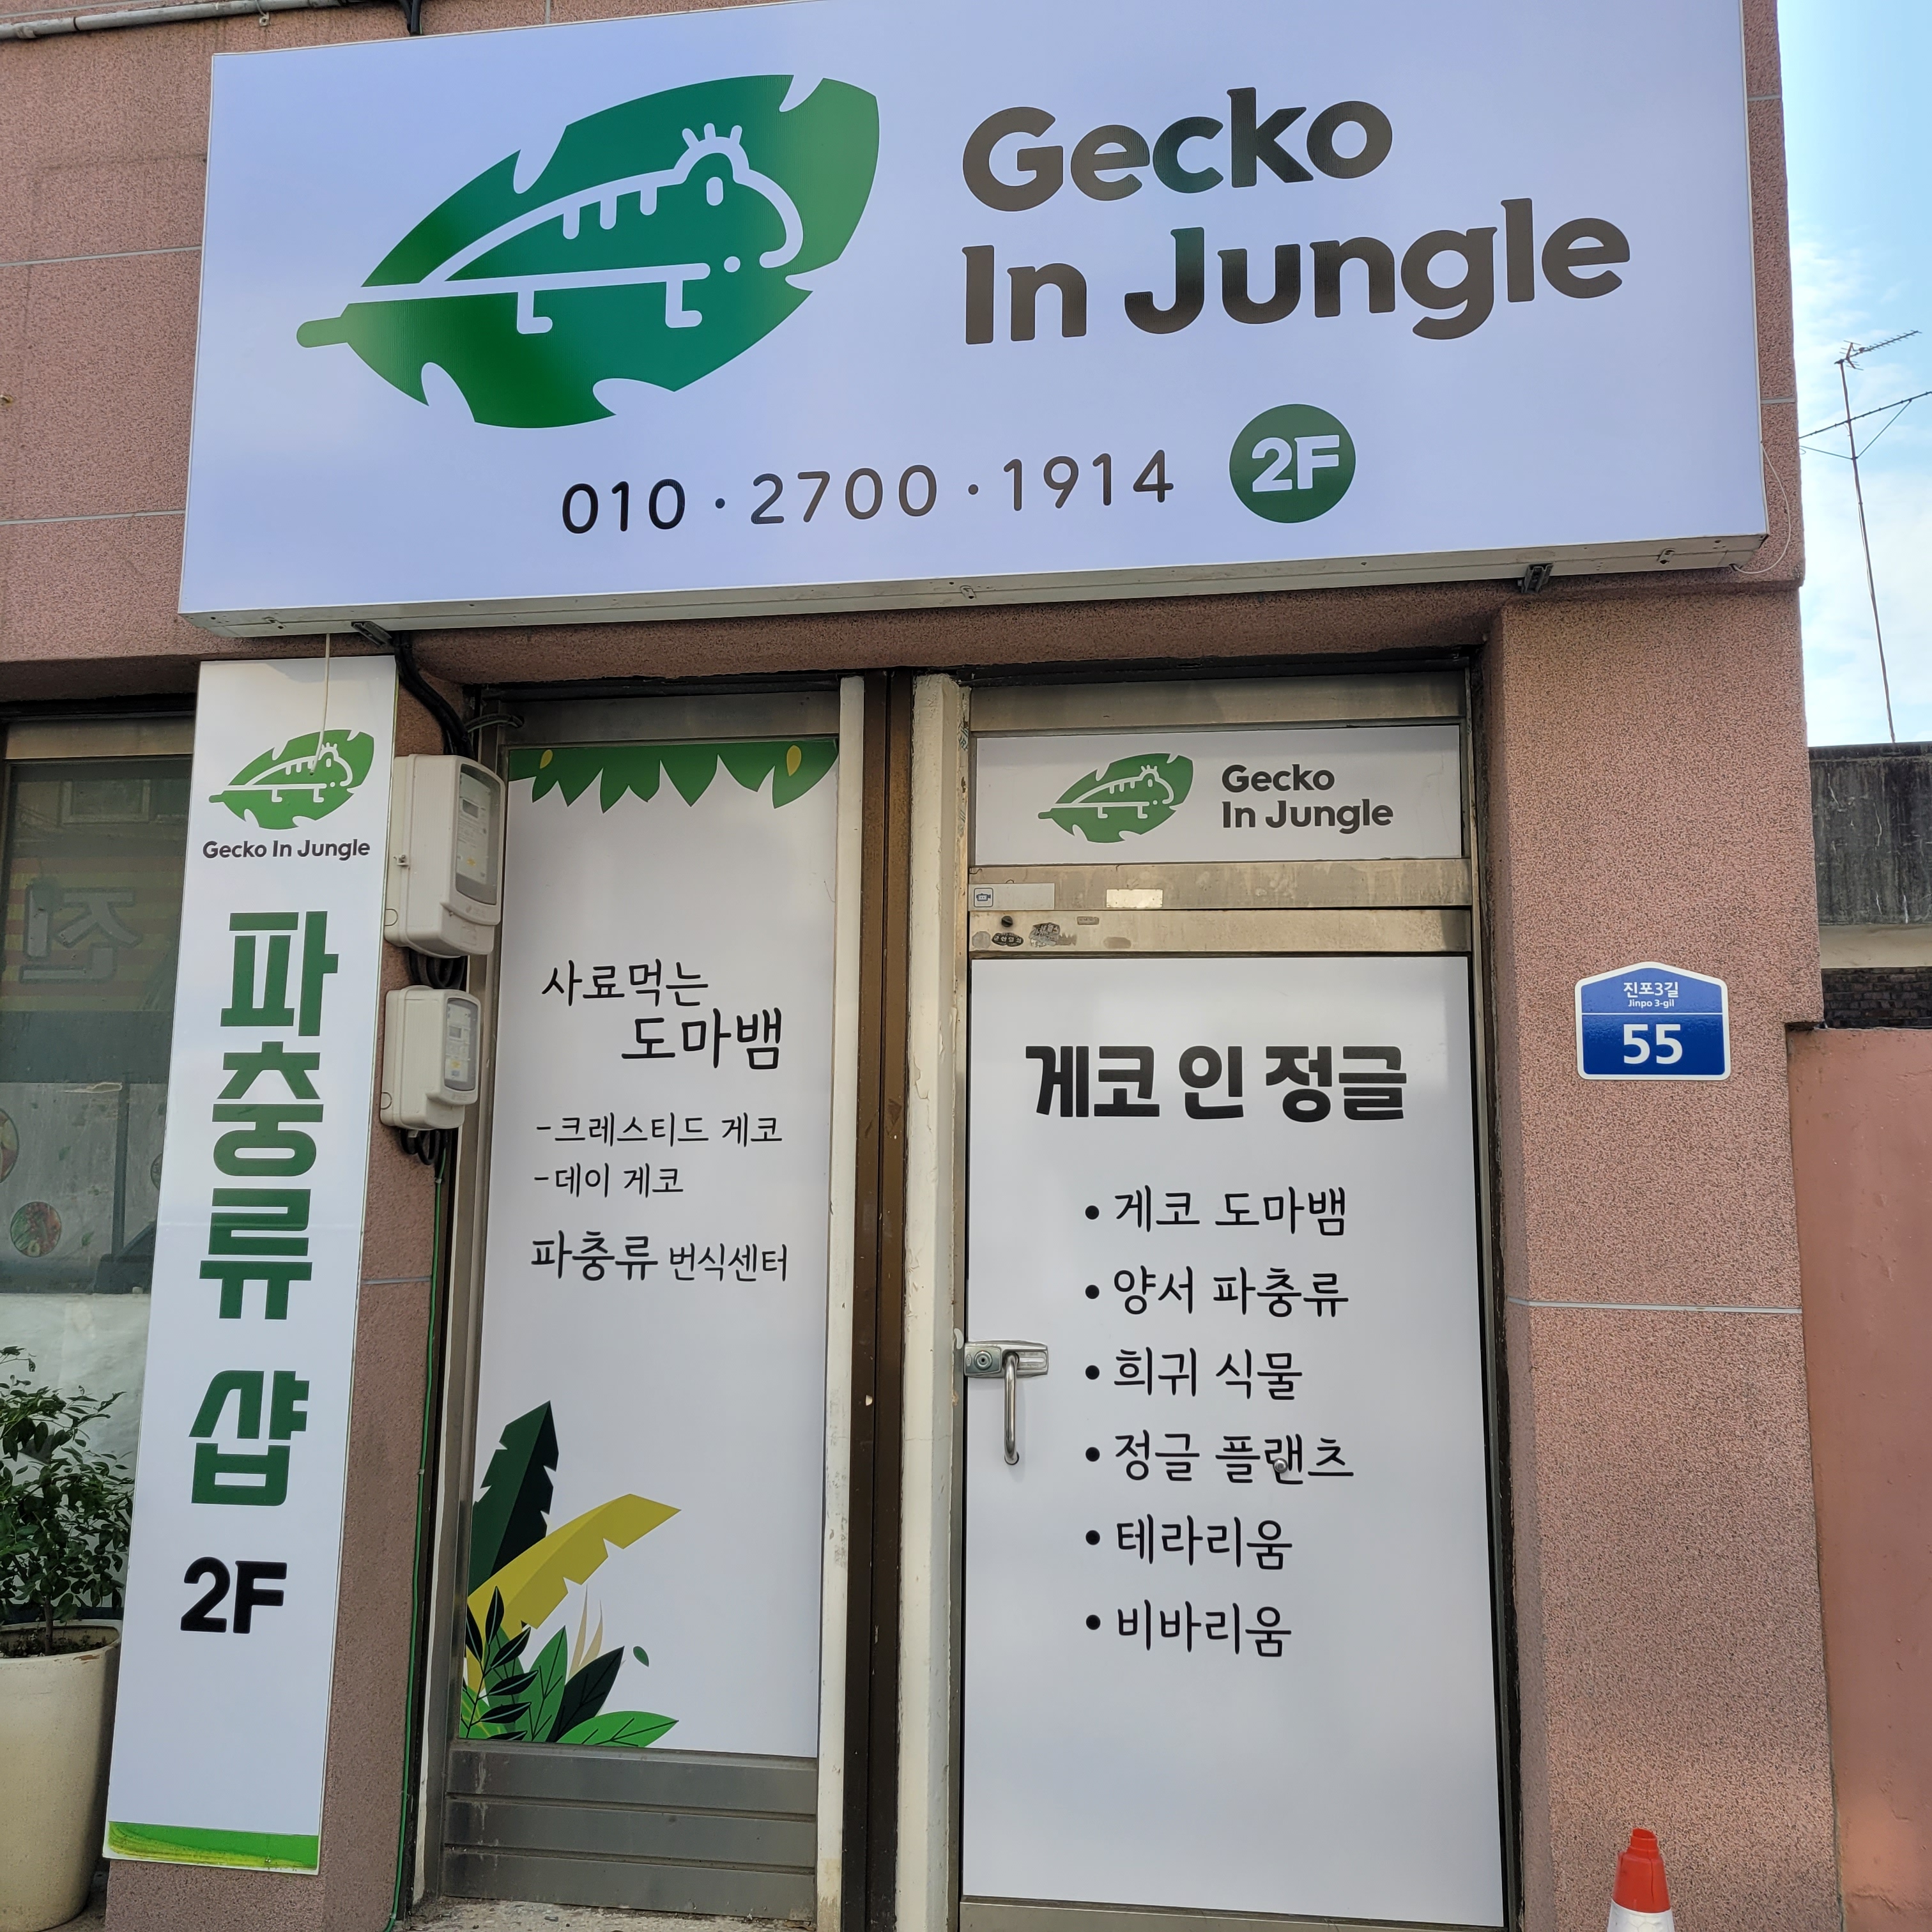 Gecko
In Jungle
010 · 2700 · 1914
2F
Gecko In Jungle
파충류 샵
2F
사료먹는
도마뱀
-크레스티드 게코
-데이 게코
파충류 번식센터
Gecko
In Jungle
게코 인 정글
• 게코 도마뱀
• 양서 파충류
• 희귀 식물
• 정글 플랜츠
• 테라리움
• 비바리움
진포3길
Jinpo 3-gil
55